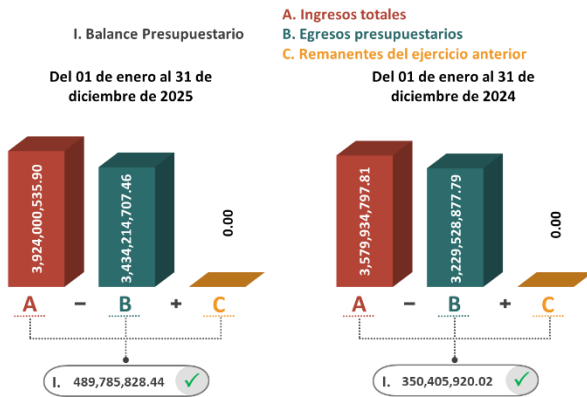 I. Balance Presupuestario
A. Ingresos totales
B. Egresos presupuestarios
C. Remanentes del ejercicio anterior
Del 01 de enero al 31 de
diciembre de 2025
3,924,000,535.90
3,434,214,707.46
0.00
A − B + C
I. 489,785,828.44 ✓
Del 01 de enero al 31 de
diciembre de 2024
3,579,934,797.81
3,229,528,877.79
0.00
A − B + C
I. 350,405,920.02 ✓